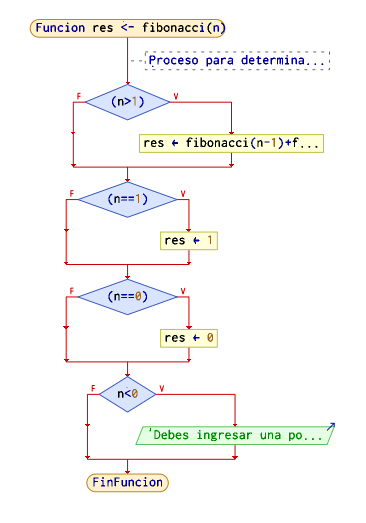 Funcion res <- fibonacci(n)
Proceso para determina...
(n>1)
F
V
res ← fibonacci(n-1)+f...
(n==1)
F
V
res ← 1
(n==0)
F
V
res ← 0
n<0
F
V
'Debes ingresar una po...
FinFuncion